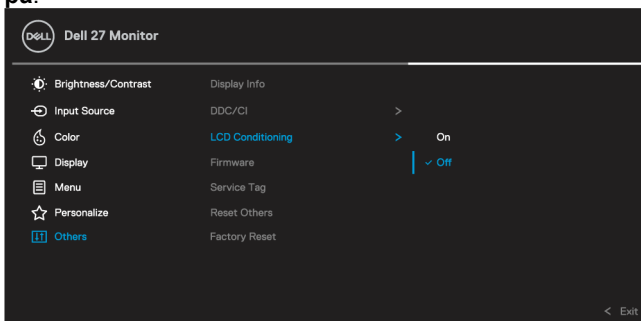 DELL Dell 27 Monitor
Brightness/Contrast Display Info
Input Source DDC/CI >
Color LCD Conditioning > On
Display Firmware ✓ Off
Menu Service Tag
Personalize Reset Others
Others Factory Reset
< Exit